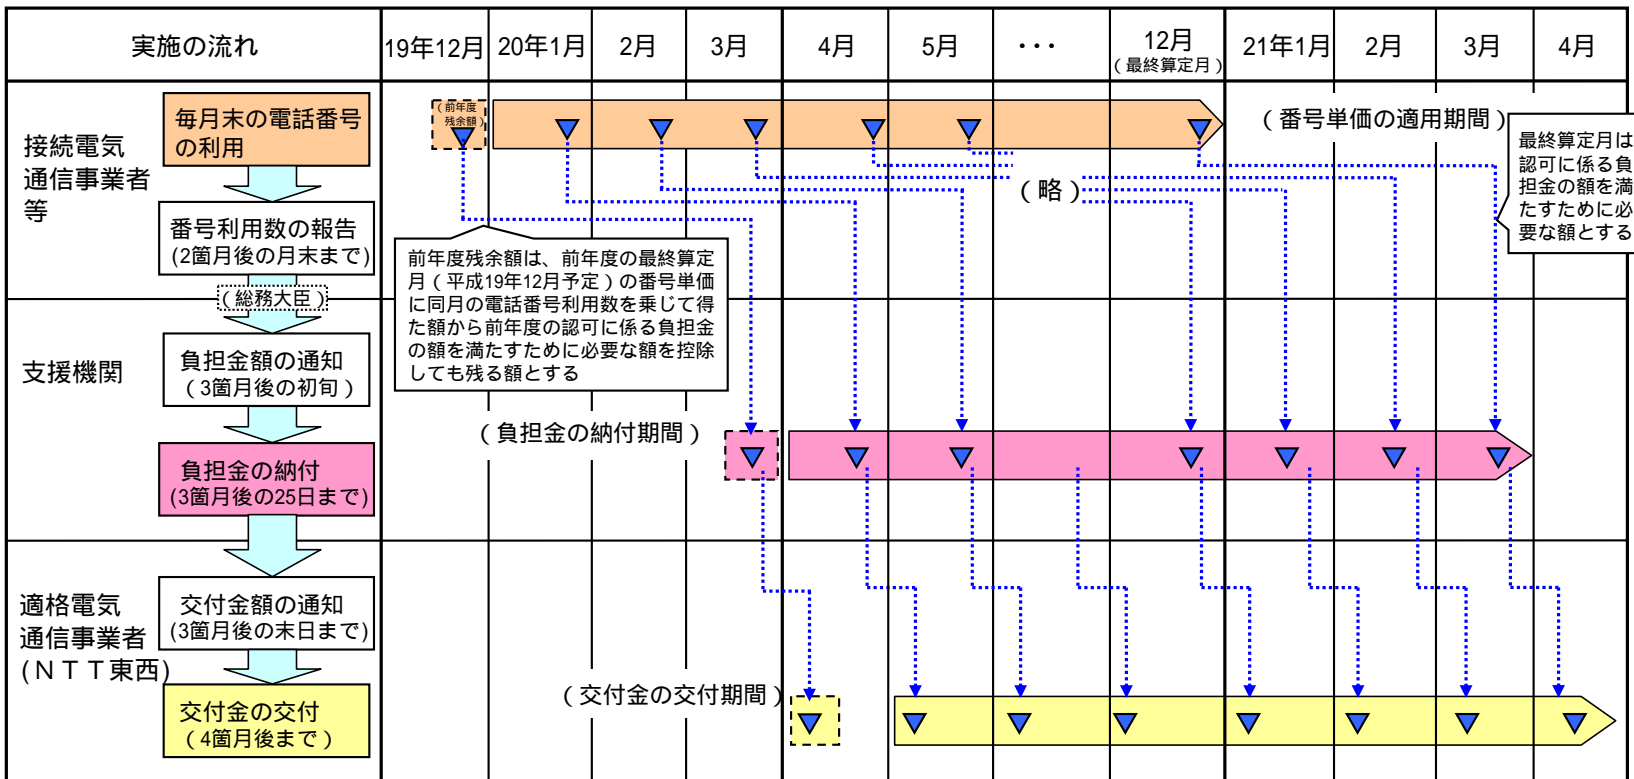 実施の流れ
19年12月
20年1月
2月
3月
4月
5月
・・・
12月
（最終算定月）
21年1月
2月
3月
4月
接続電気
通信事業者
等
毎月末の電話番号
の利用
番号利用数の報告
(2箇月後の月末まで)
（総務大臣）
（前年度
残余額）
（番号単価の適用期間）
（略）
最終算定月は
認可に係る負
担金の額を満
たすために必
要な額とする
前年度残余額は、前年度の最終算定
月（平成19年12月予定）の番号単価
に同月の電話番号利用数を乗じて得
た額から前年度の認可に係る負担金
の額を満たすために必要な額を控除
しても残る額とする
支援機関
負担金額の通知
（3箇月後の初旬）
負担金の納付
(3箇月後の25日まで)
（負担金の納付期間）
適格電気
通信事業者
(ＮＴＴ東西)
交付金額の通知
(3箇月後の末日まで)
交付金の交付
（4箇月後まで）
（交付金の交付期間）